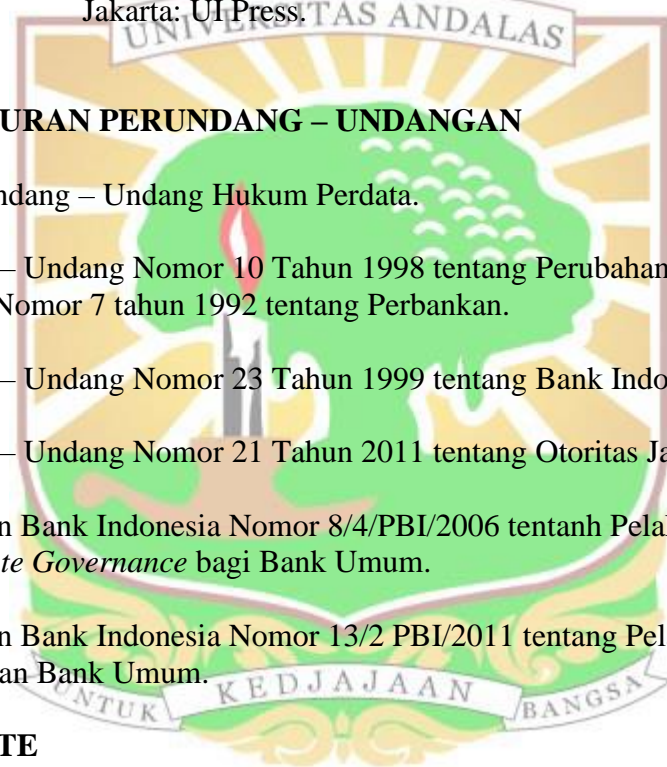 Jakarta: UI Press.
UNIVERSITAS ANDALAS
URAN PERUNDANG – UNDANGAN
ndang – Undang Hukum Perdata.
– Undang Nomor 10 Tahun 1998 tentang Perubahan
Nomor 7 tahun 1992 tentang Perbankan.
– Undang Nomor 23 Tahun 1999 tentang Bank Indo
– Undang Nomor 21 Tahun 2011 tentang Otoritas Ja
n Bank Indonesia Nomor 8/4/PBI/2006 tentanh Pela
te Governance bagi Bank Umum.
n Bank Indonesia Nomor 13/2 PBI/2011 tentang Pel
an Bank Umum.
UNTUK KEDJAJAAN BANGSA
TE